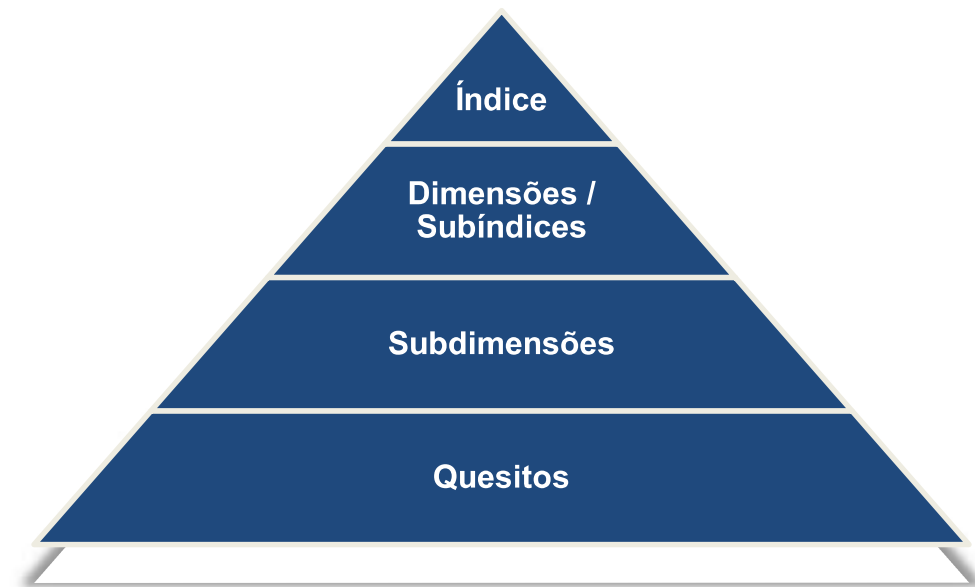 Índice
Dimensões /
Subíndices
Subdimensões
Quesitos